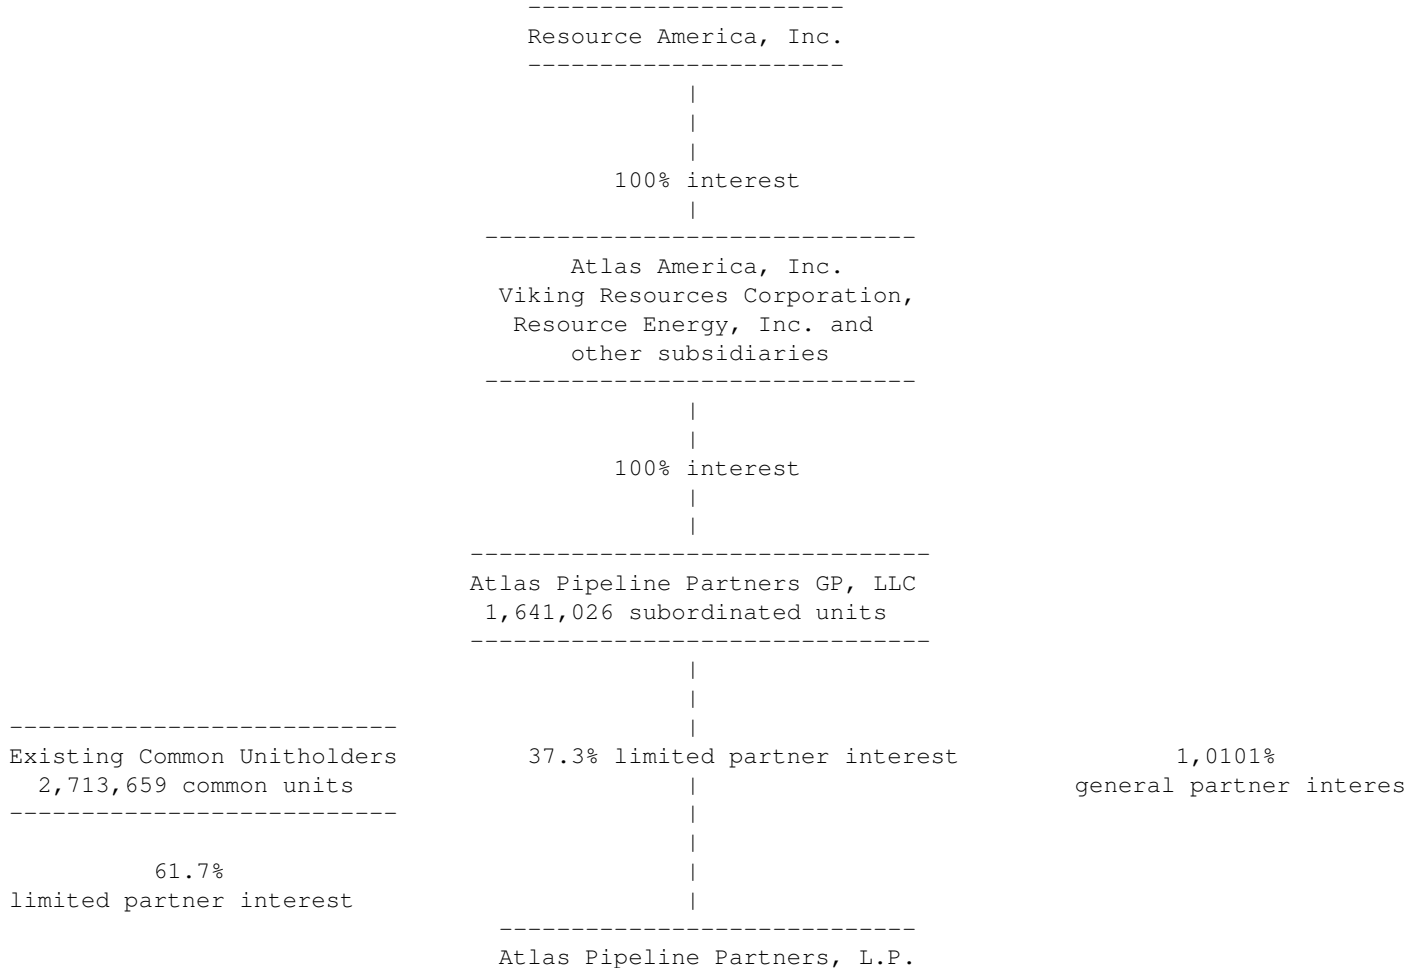 Resource America, Inc.
100% interest
Atlas America, Inc.
Viking Resources Corporation,
Resource Energy, Inc. and
other subsidiaries
100% interest
Atlas Pipeline Partners GP, LLC
1,641,026 subordinated units
Existing Common Unitholders 37.3% limited partner interest 1,0101%
2,713,659 common units general partner interes
61.7%
limited partner interest
Atlas Pipeline Partners, L.P.